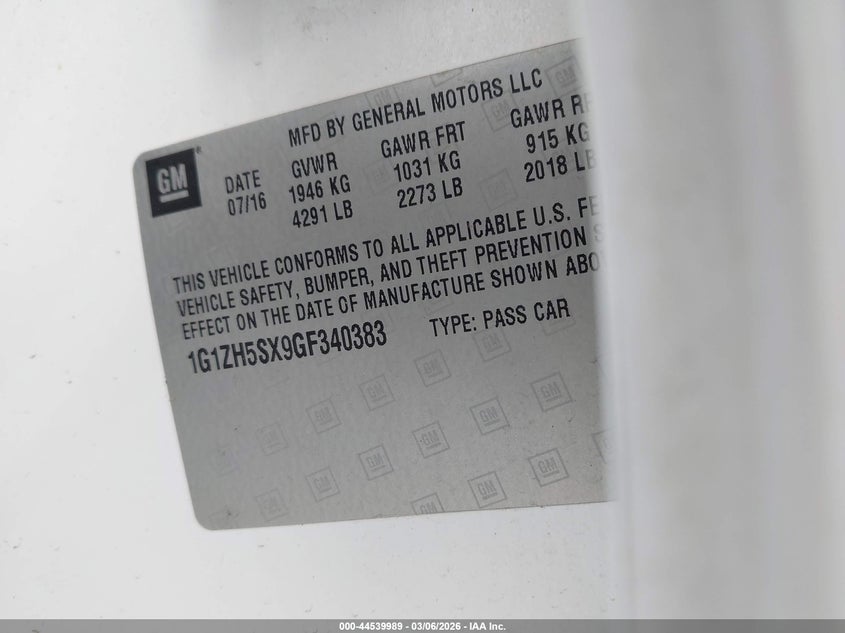 MFD BY GENERAL MOTORS LLC
GM
DATE GVWR GAWR FRT GAWR
07/16 1946 KG 1031 KG 915 KG
4291 LB 2273 LB 2018 LB
THIS VEHICLE CONFORMS TO ALL APPLICABLE U.S. FE
VEHICLE SAFETY, BUMPER, AND THEFT PREVENTION S
EFFECT ON THE DATE OF MANUFACTURE SHOWN ABO
1G1ZH5SX9GF340383 TYPE: PASS CAR
000-44539989 — 03/06/2026 — IAA Inc.